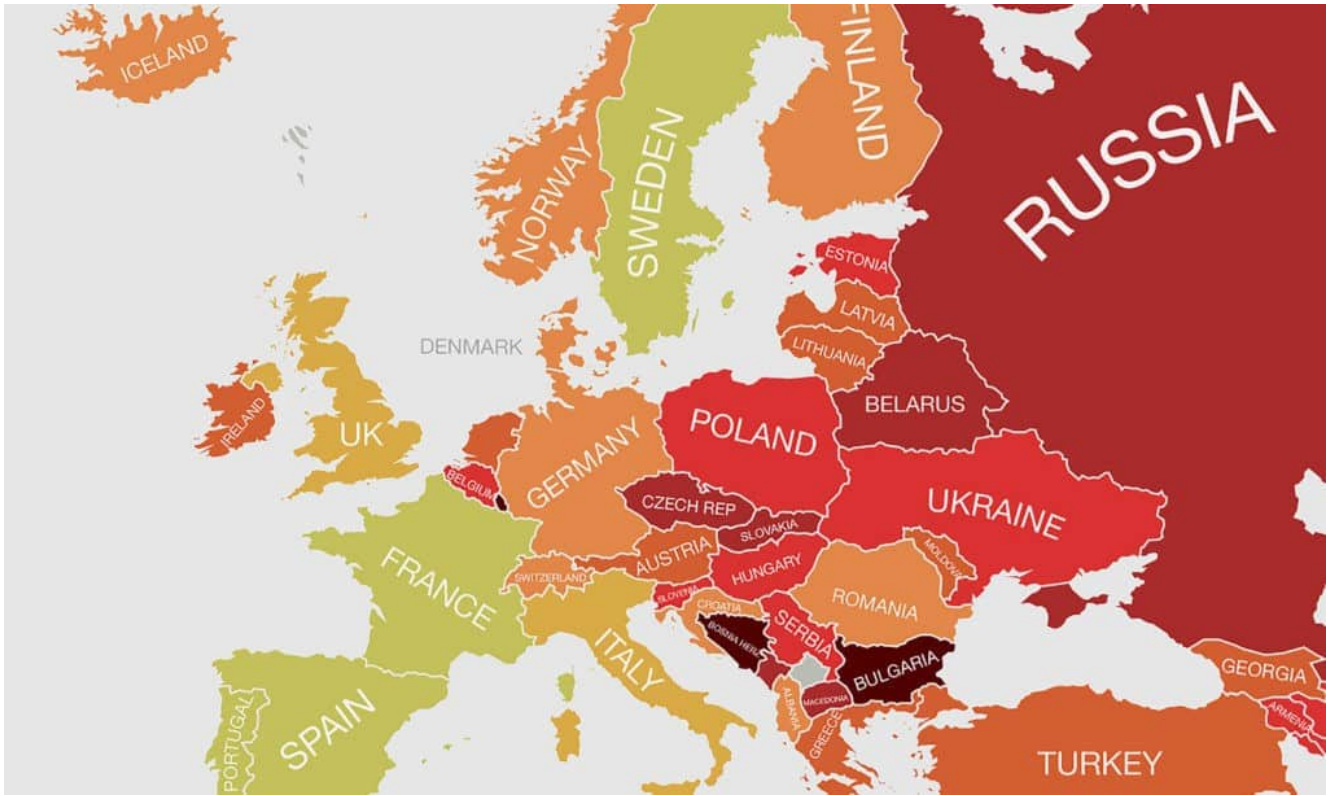 ICELAND
FINLAND
RUSSIA
NORWAY
SWEDEN
ESTONIA
LATVIA
DENMARK
LITHUANIA
BELARUS
IRELAND
UK
POLAND
GERMANY
BELGIUM
CZECH REP
UKRAINE
SLOVAKIA
AUSTRIA
MOLDOVA
HUNGARY
FRANCE
SWITZERLAND
SLOVENIA
CROATIA
ROMANIA
SERBIA
BOSNIA HERZ
ITALY
BULGARIA
GEORGIA
PORTUGAL
SPAIN
ALBANIA
MACEDONIA
GREECE
ARMENIA
TURKEY